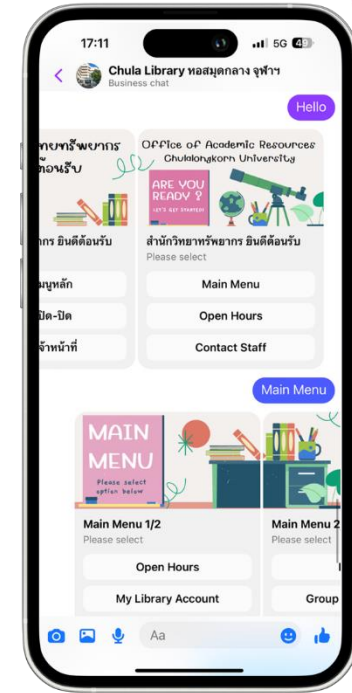 17:11
5G 49
Chula Library หอสมุดกลาง จุฬาฯ
Business chat
Hello
ทยทรัพยากร
ต้อนรับ
ากร ยินดีต้อนรับ
มนูหลัก
ปิด-ปิด
จ้าหน้าที่
Office of Academic Resources
Chulalongkorn University
ARE YOU
READY ?
LET'S GET STARTED!
สำนักวิทยทรัพยากร ยินดีต้อนรับ
Please select
Main Menu
Open Hours
Contact Staff
Main Menu
MAIN
MENU
Please select
option below
Main Menu 1/2
Please select
Open Hours
My Library Account
Main Menu 2
Please select
Group
Aa